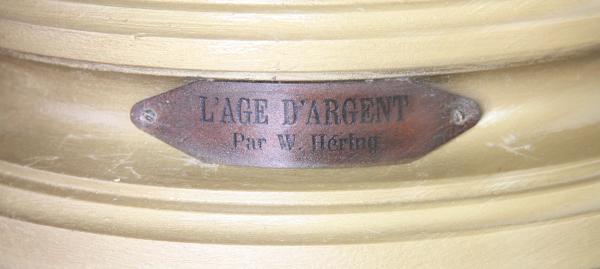 L'AGE D'ARGENT
Par W. Héring